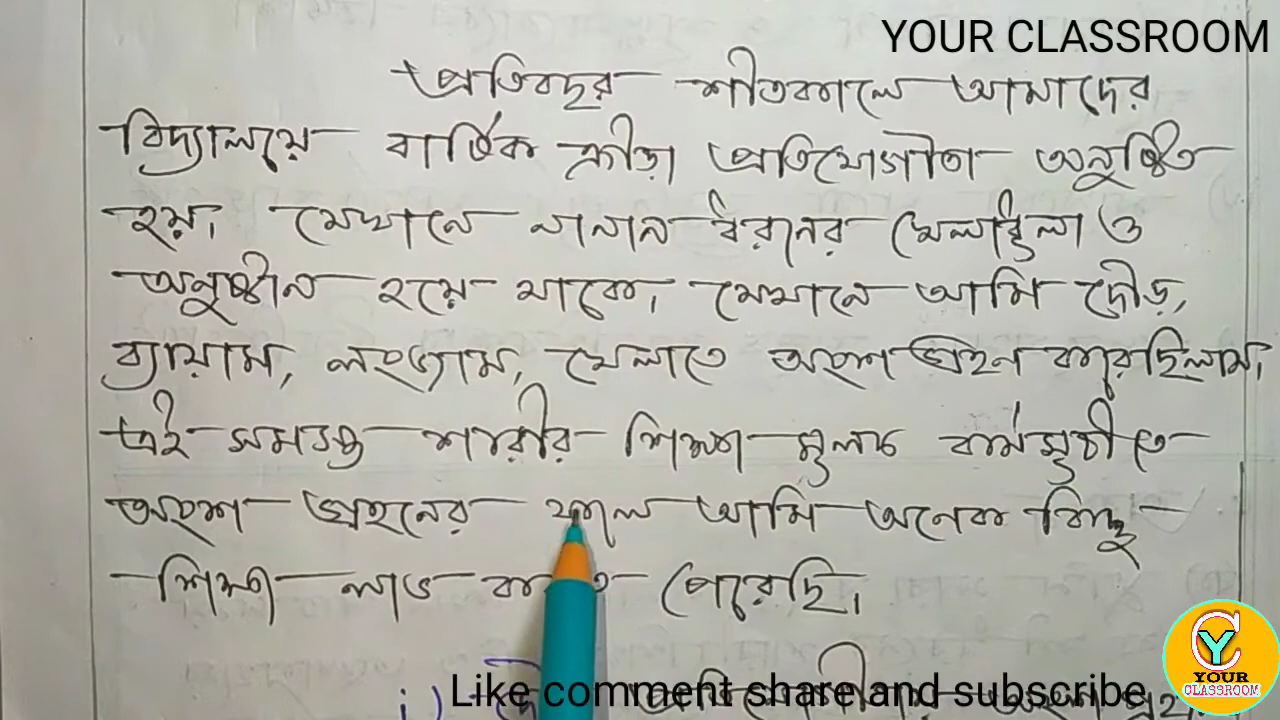 YOUR CLASSROOM
প্রতিবছর শীতকালে আমাদের
বিদ্যালয়ে বার্ষিক ক্রীড়া প্রতিযোগীতা অনুষ্ঠিত
হয়। সেখানে নানান ধরনের খেলাধুলা ও
অনুষ্ঠান হয়ে থাকে। সেখানে আমি দৌড়,
ব্যায়াম, লংজাম, খেলাতে অংশ গ্রহন করেছিলাম।
এই সমস্ত শারীর শিক্ষা মূলক কর্মসূচীতে
অংশ গ্রহনের ফলে আমি অনেক কিছু
শিক্ষা লাভ করতে পেরেছি।
i)
Like comment share and subscribe
YOUR
CLASSROOM